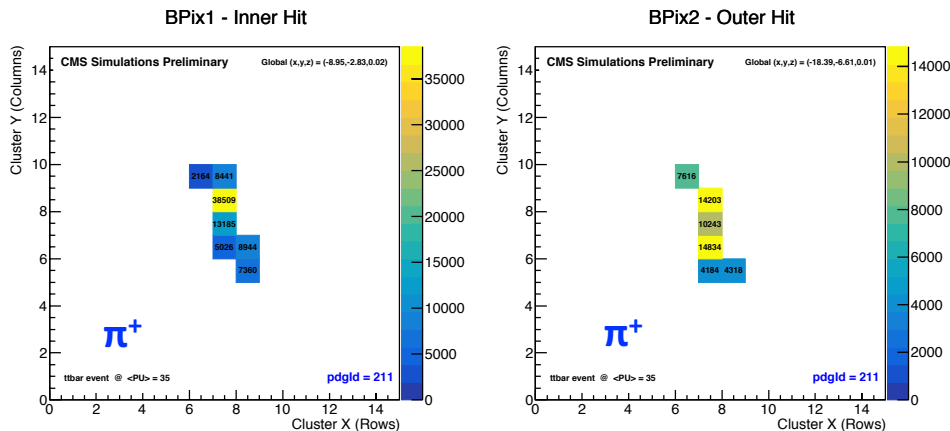 BPix1 - Inner Hit
CMS Simulations Preliminary
Global (x,y,z) = (-8.95,-2.83,0.02)
Cluster Y (Columns)
14
12
10
8
6
4
2
0
2164 8441
38509
13185
5026 8944
7360
π+
ttbar event @ <PU> = 35
pdgId = 211
0 2 4 6 8 10 12 14
Cluster X (Rows)
35000
30000
25000
20000
15000
10000
5000
0
BPix2 - Outer Hit
CMS Simulations Preliminary
Global (x,y,z) = (-18.39,-6.61,0.01)
Cluster Y (Columns)
14
12
10
8
6
4
2
0
7616
14203
10243
14834
4184 4318
π+
ttbar event @ <PU> = 35
pdgId = 211
0 2 4 6 8 10 12 14
Cluster X (Rows)
14000
12000
10000
8000
6000
4000
2000
0